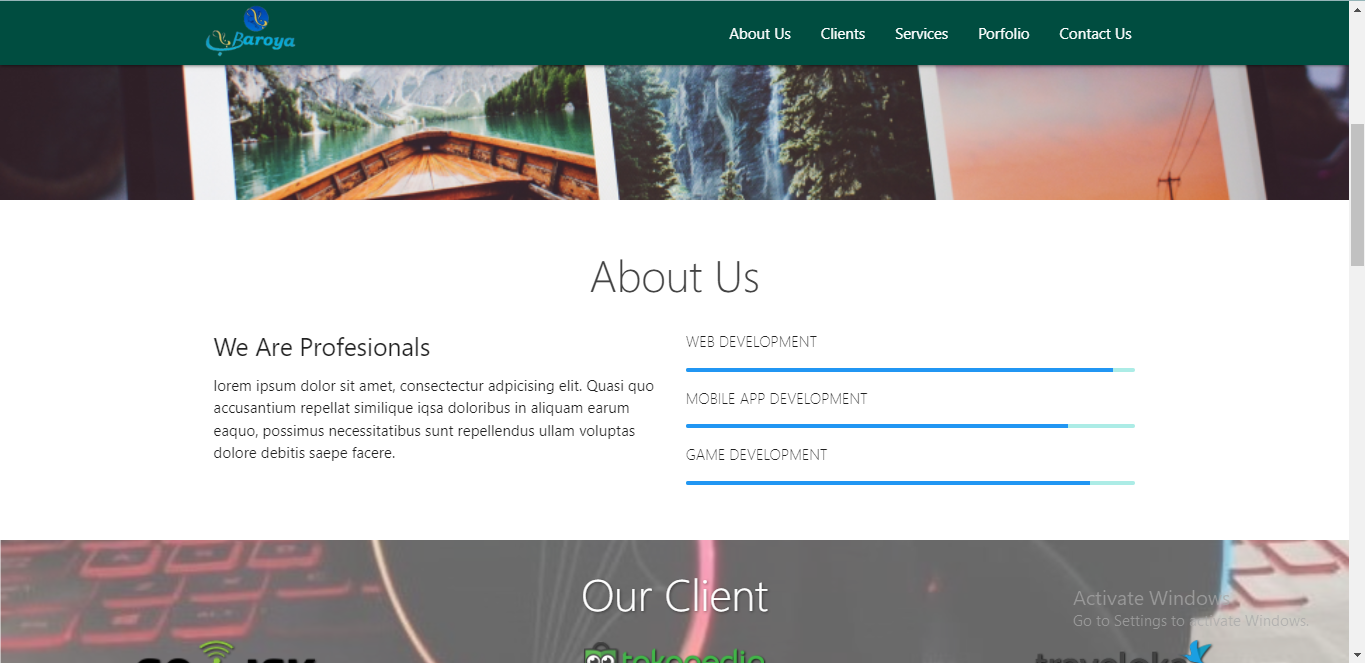 Baroya
About Us
Clients
Services
Porfolio
Contact Us
About Us
We Are Profesionals
lorem ipsum dolor sit amet, consectetur adpicising elit. Quasi quo
accusantium repellat similique iqsa doloribus in aliquam earum
eaquo, possimus necessitatibus sunt repellendus ullam voluptas
dolore debitis saepe facere.
WEB DEVELOPMENT
MOBILE APP DEVELOPMENT
GAME DEVELOPMENT
Our Client
Activate Windows
Go to Settings to activate Windows.
tokopedia
traveloka